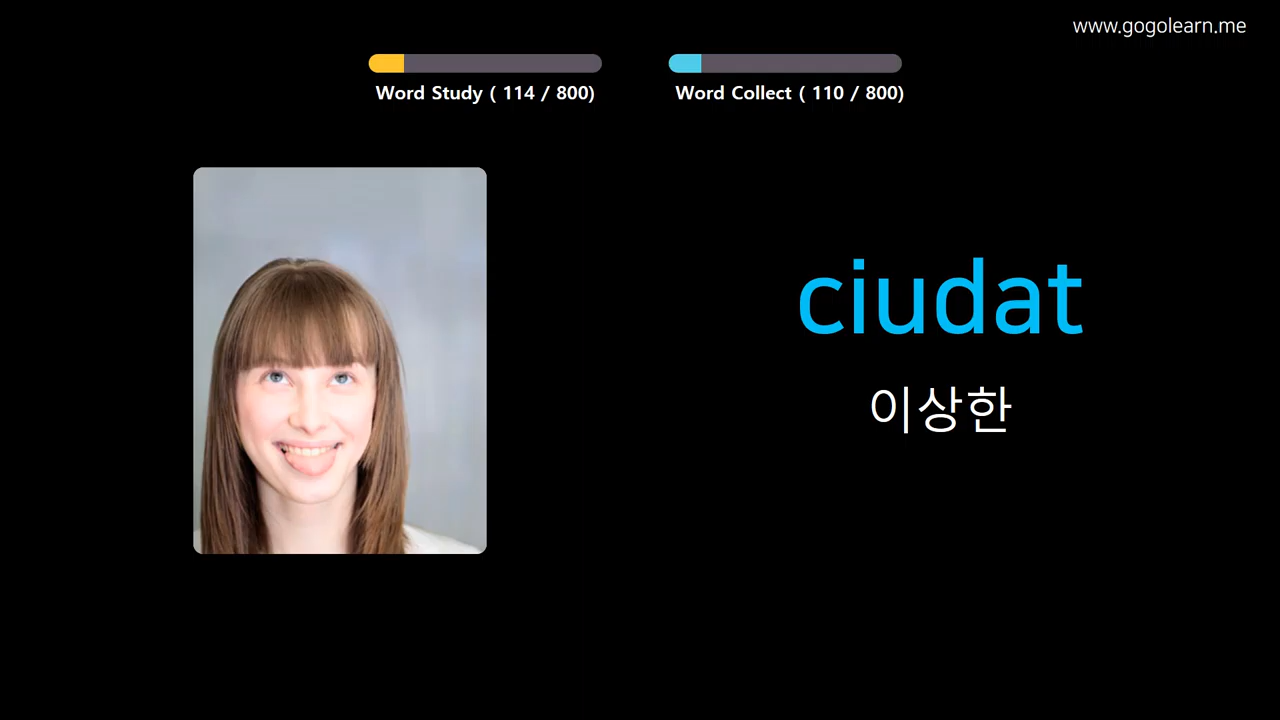 www.gogolearn.me
Word Study ( 114 / 800)
Word Collect ( 110 / 800)
ciudat
이상한